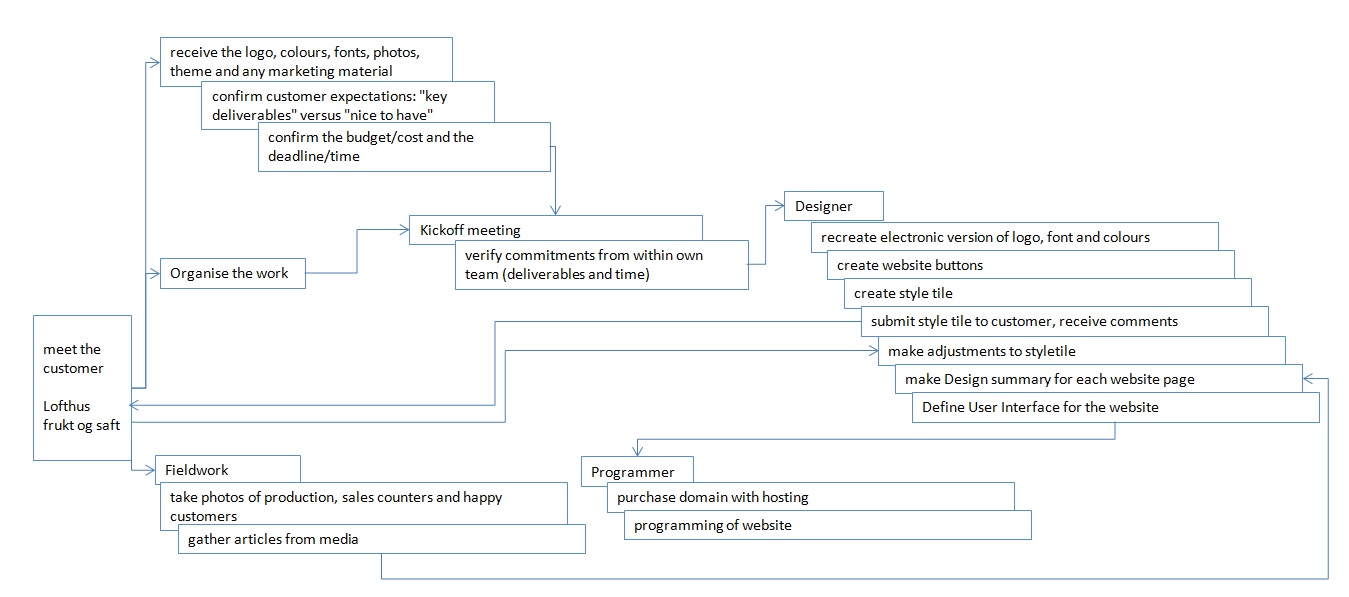 receive the logo, colours, fonts, photos,
theme and any marketing material
confirm customer expectations: "key
deliverables" versus "nice to have"
confirm the budget/cost and the
deadline/time
Kickoff meeting
verify commitments from within own
team (deliverables and time)
Organise the work
Designer
recreate electronic version of logo, font and colours
create website buttons
create style tile
submit style tile to customer, receive comments
make adjustments to styletile
make Design summary for each website page
Define User Interface for the website
meet the
customer
Lofthus
frukt og saft
Fieldwork
take photos of production, sales counters and happy
customers
gather articles from media
Programmer
purchase domain with hosting
programming of website